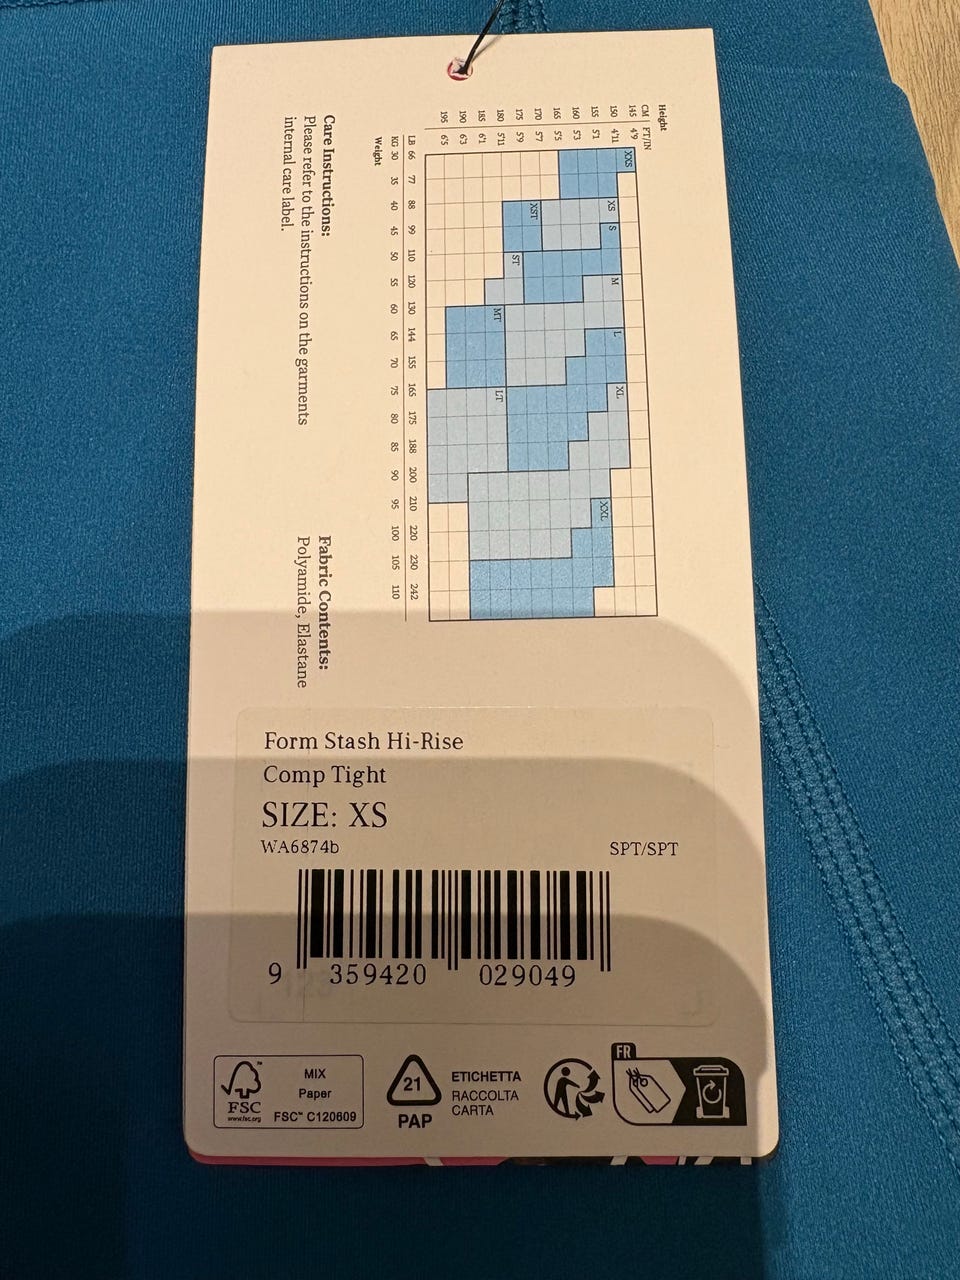 Height
CM | FT/IN
145 4'9
150 4'11
155 5'1
160 5'3
165 5'5
170 5'7
175 5'9
180 5'11
185 6'1
190 6'3
195 6'5
XXS
XS
S
M
L
XL
XXL
XST
ST
MT
LT
LB 66 77 88 99 110 120 130 144 155 165 175 188 200 210 220 230 242
KG 30 35 40 45 50 55 60 65 70 75 80 85 90 95 100 105 110
Weight
Care Instructions:
Please refer to the instructions on the garments
internal care label.
Fabric Contents:
Polyamide, Elastane
Form Stash Hi-Rise
Comp Tight
SIZE: XS
WA6874b SPT/SPT
9 359420 029049
FSC
www.fsc.org
MIX
Paper
FSC™ C120609
21
PAP
ETICHETTA
RACCOLTA
CARTA
FR